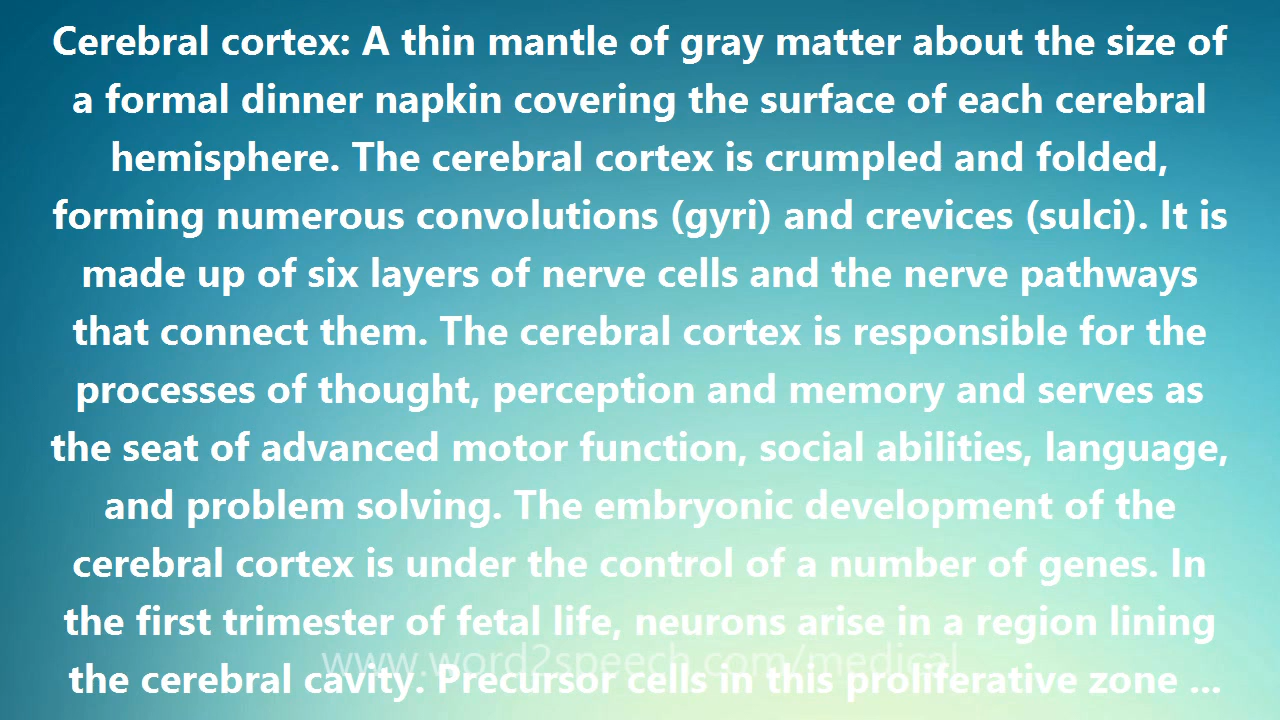 Cerebral cortex: A thin mantle of gray matter about the size of
a formal dinner napkin covering the surface of each cerebral
hemisphere. The cerebral cortex is crumpled and folded,
forming numerous convolutions (gyri) and crevices (sulci). It is
made up of six layers of nerve cells and the nerve pathways
that connect them. The cerebral cortex is responsible for the
processes of thought, perception and memory and serves as
the seat of advanced motor function, social abilities, language,
and problem solving. The embryonic development of the
cerebral cortex is under the control of a number of genes. In
the first trimester of fetal life, neurons arise in a region lining
www.word2speech.com/medical
the cerebral cavity. Precursor cells in this proliferative zone ...